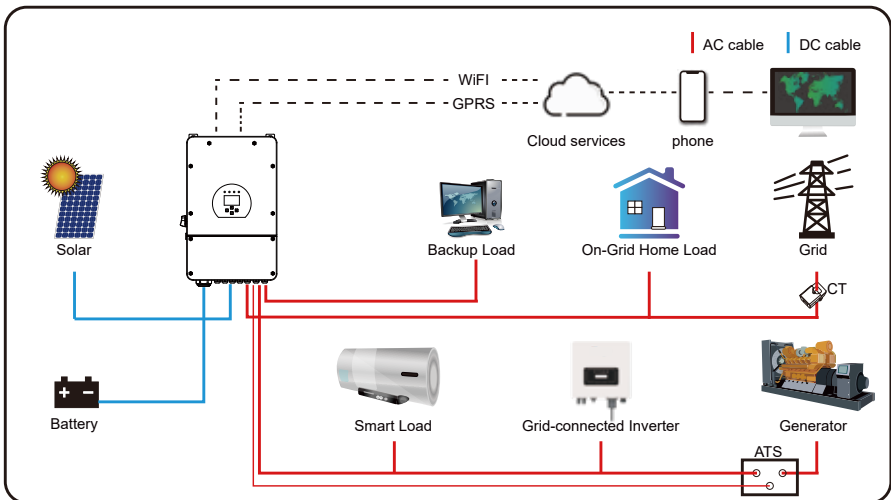 AC cable
DC cable
WiFI
GPRS
Cloud services
phone
Solar
Backup Load
On-Grid Home Load
Grid
CT
Battery
Smart Load
Grid-connected Inverter
Generator
ATS